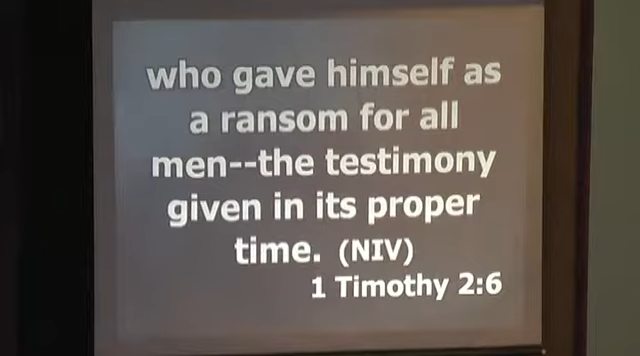 who gave himself as
a ransom for all
men--the testimony
given in its proper
time. (NIV)
1 Timothy 2:6